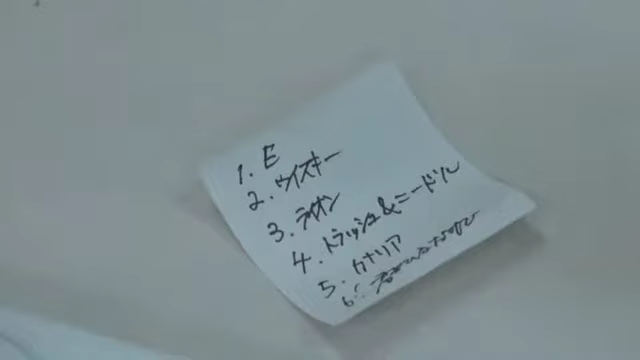 1. E
2. ウイスキー
3. ライオン
4. トラッシュ&ニードル
5. カナリア
6.